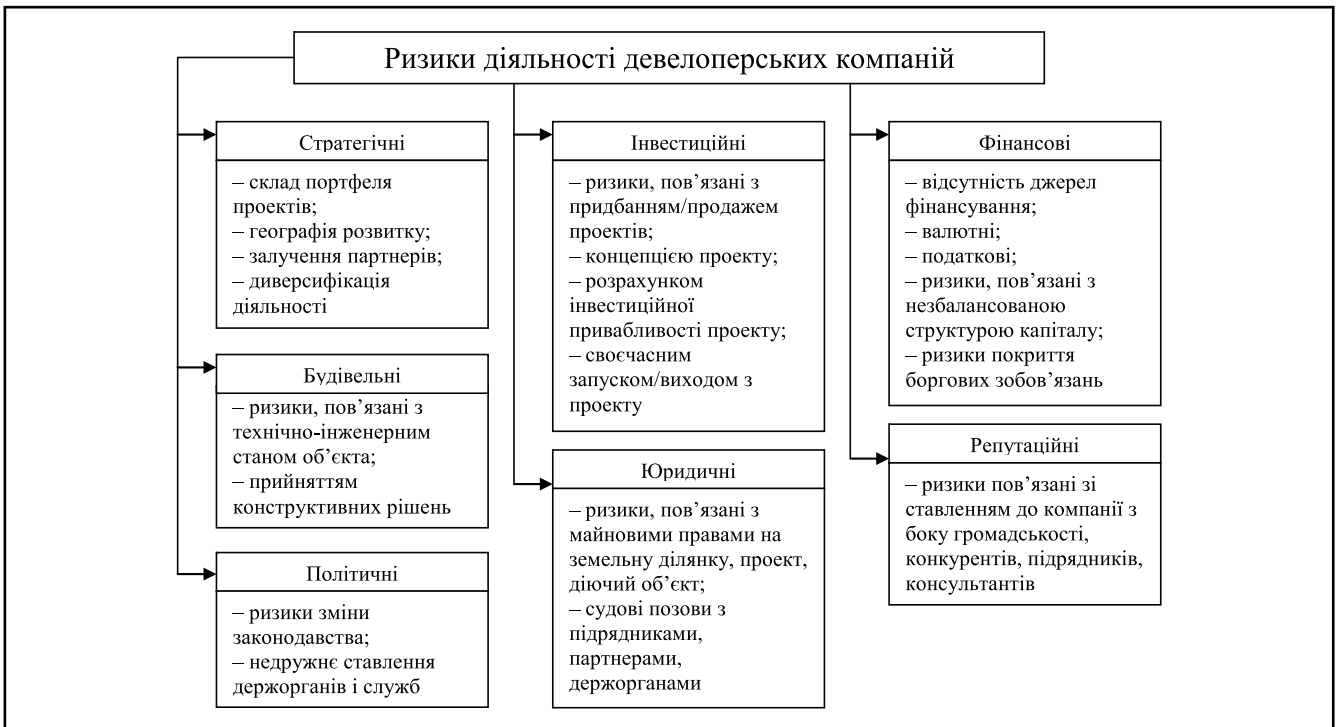 Ризики діяльності девелоперських компаній
Стратегічні
– склад портфеля
проектів;
– географія розвитку;
– залучення партнерів;
– диверсифікація
діяльності
Будівельні
– ризики, пов’язані з
технічно-інженерним
станом об’єкта;
– прийняттям
конструктивних рішень
Політичні
– ризики зміни
законодавства;
– недружнє ставлення
держорганів і служб
Інвестиційні
– ризики, пов’язані з
придбанням/продажем
проектів;
– концепцією проекту;
– розрахунком
інвестиційної
привабливості проекту;
– своєчасним
запуском/виходом з
проекту
Юридичні
– ризики, пов’язані з
майновими правами на
земельну ділянку, проект,
діючий об’єкт;
– судові позови з
підрядниками,
партнерами,
держорганами
Фінансові
– відсутність джерел
фінансування;
– валютні;
– податкові;
– ризики, пов’язані з
незбалансованою
структурою капіталу;
– ризики покриття
боргових зобов’язань
Репутаційні
– ризики пов’язані зі
ставленням до компанії з
боку громадськості,
конкурентів, підрядників,
консультантів